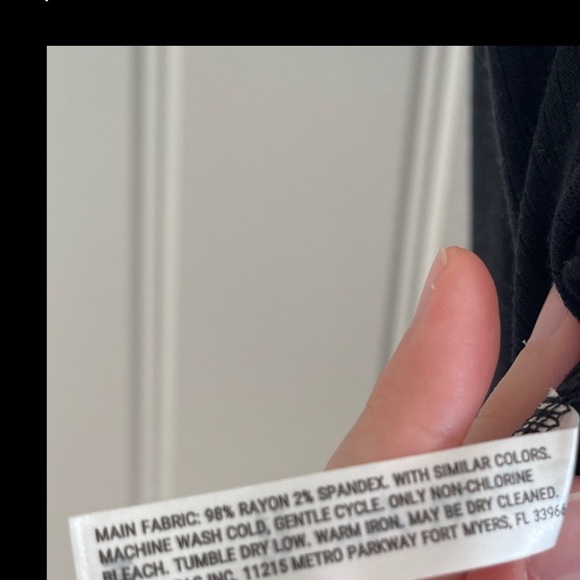 MAIN FABRIC: 98% RAYON 2% SPANDEX. WITH SIMILAR COLORS.
MACHINE WASH COLD, GENTLE CYCLE. ONLY NON-CHLORINE
BLEACH. TUMBLE DRY LOW. WARM IRON. MAY BE DRY CLEANED.
INC. 11215 METRO PARKWAY FORT MYERS, FL 33966